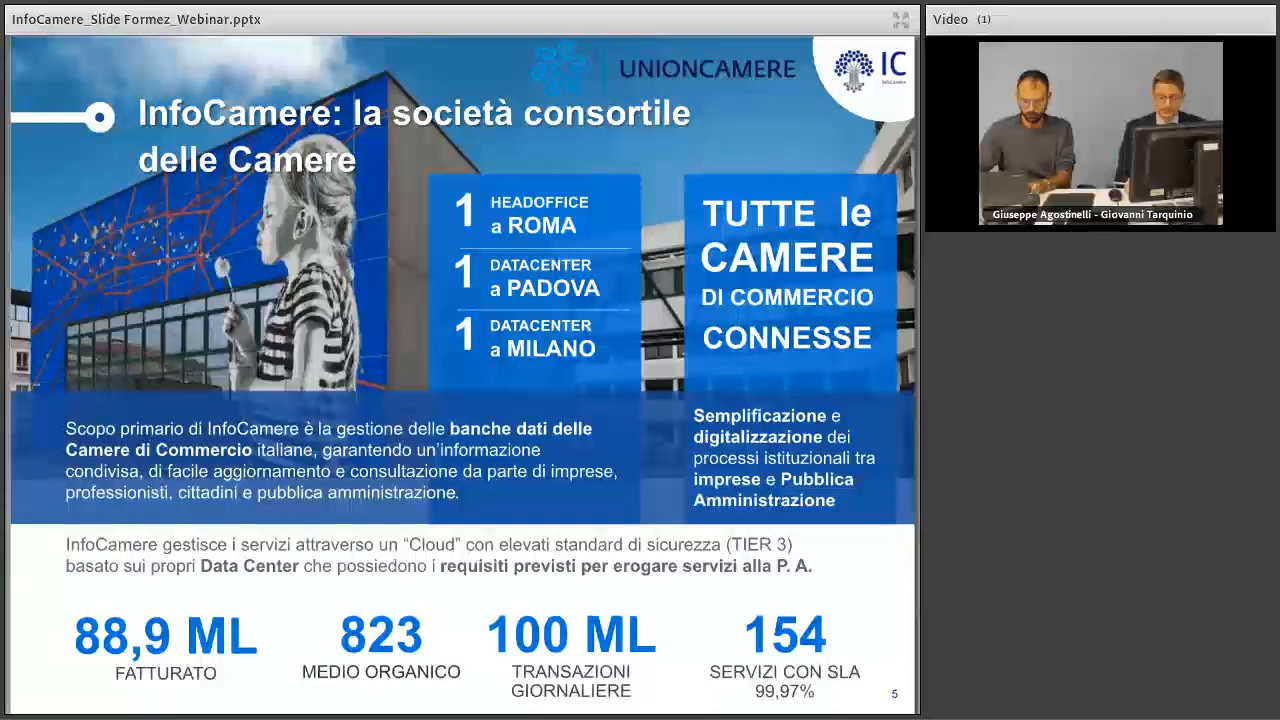 InfoCamere_Slide Formez_Webinar.pptx
Video (1)
UNIONCAMERE
IC
InfoCamere
InfoCamere: la società consortile
delle Camere
1 HEADOFFICE
a ROMA
1 DATACENTER
a PADOVA
1 DATACENTER
a MILANO
TUTTE le
CAMERE
DI COMMERCIO
CONNESSE
Giuseppe Agostinelli - Giovanni Tarquinio
Scopo primario di InfoCamere è la gestione delle banche dati delle
Camere di Commercio italiane, garantendo un'informazione
condivisa, di facile aggiornamento e consultazione da parte di imprese,
professionisti, cittadini e pubblica amministrazione.
Semplificazione e
digitalizzazione dei
processi istituzionali tra
imprese e Pubblica
Amministrazione
InfoCamere gestisce i servizi attraverso un “Cloud” con elevati standard di sicurezza (TIER 3)
basato sui propri Data Center che possiedono i requisiti previsti per erogare servizi alla P. A.
88,9 ML
FATTURATO
823
MEDIO ORGANICO
100 ML
TRANSAZIONI
GIORNALIERE
154
SERVIZI CON SLA
99,97%
5